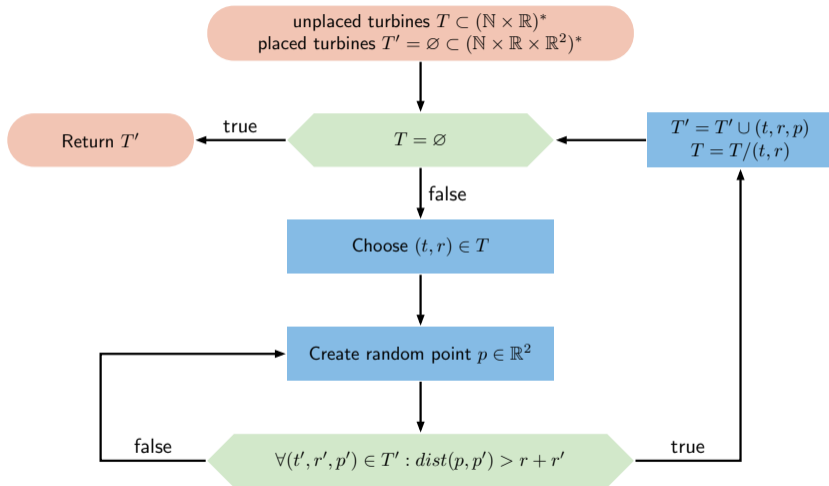 unplaced turbines T ⊂ (ℕ × ℝ)*
placed turbines T′ = ∅ ⊂ (ℕ × ℝ × ℝ²)*
Return T′
true
T = ∅
T′ = T′ ∪ (t, r, p)
T = T/(t, r)
false
Choose (t, r) ∈ T
Create random point p ∈ ℝ²
false
∀(t′, r′, p′) ∈ T′ : dist(p, p′) > r + r′
true